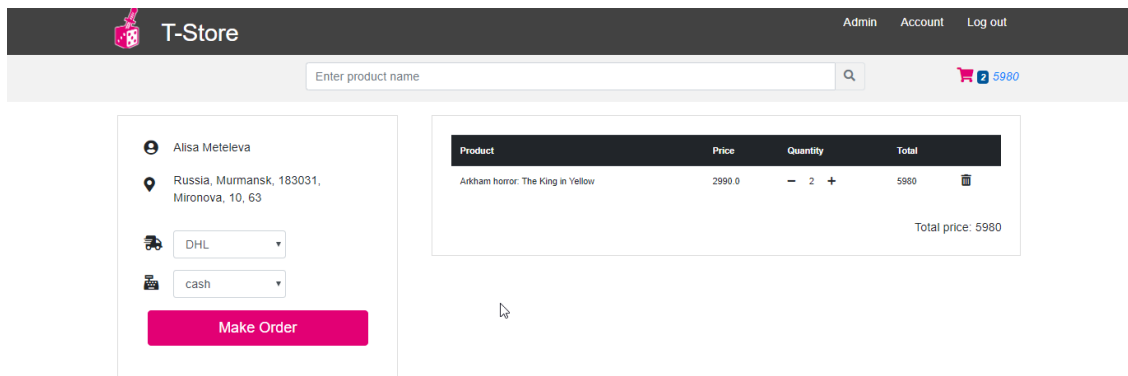 T-Store
Admin Account Log out
Enter product name
2 5980
Alisa Meteleva
Russia, Murmansk, 183031,
Mironova, 10, 63
DHL
cash
Make Order
Product Price Quantity Total
Arkham horror: The King in Yellow 2990.0 − 2 + 5980
Total price: 5980